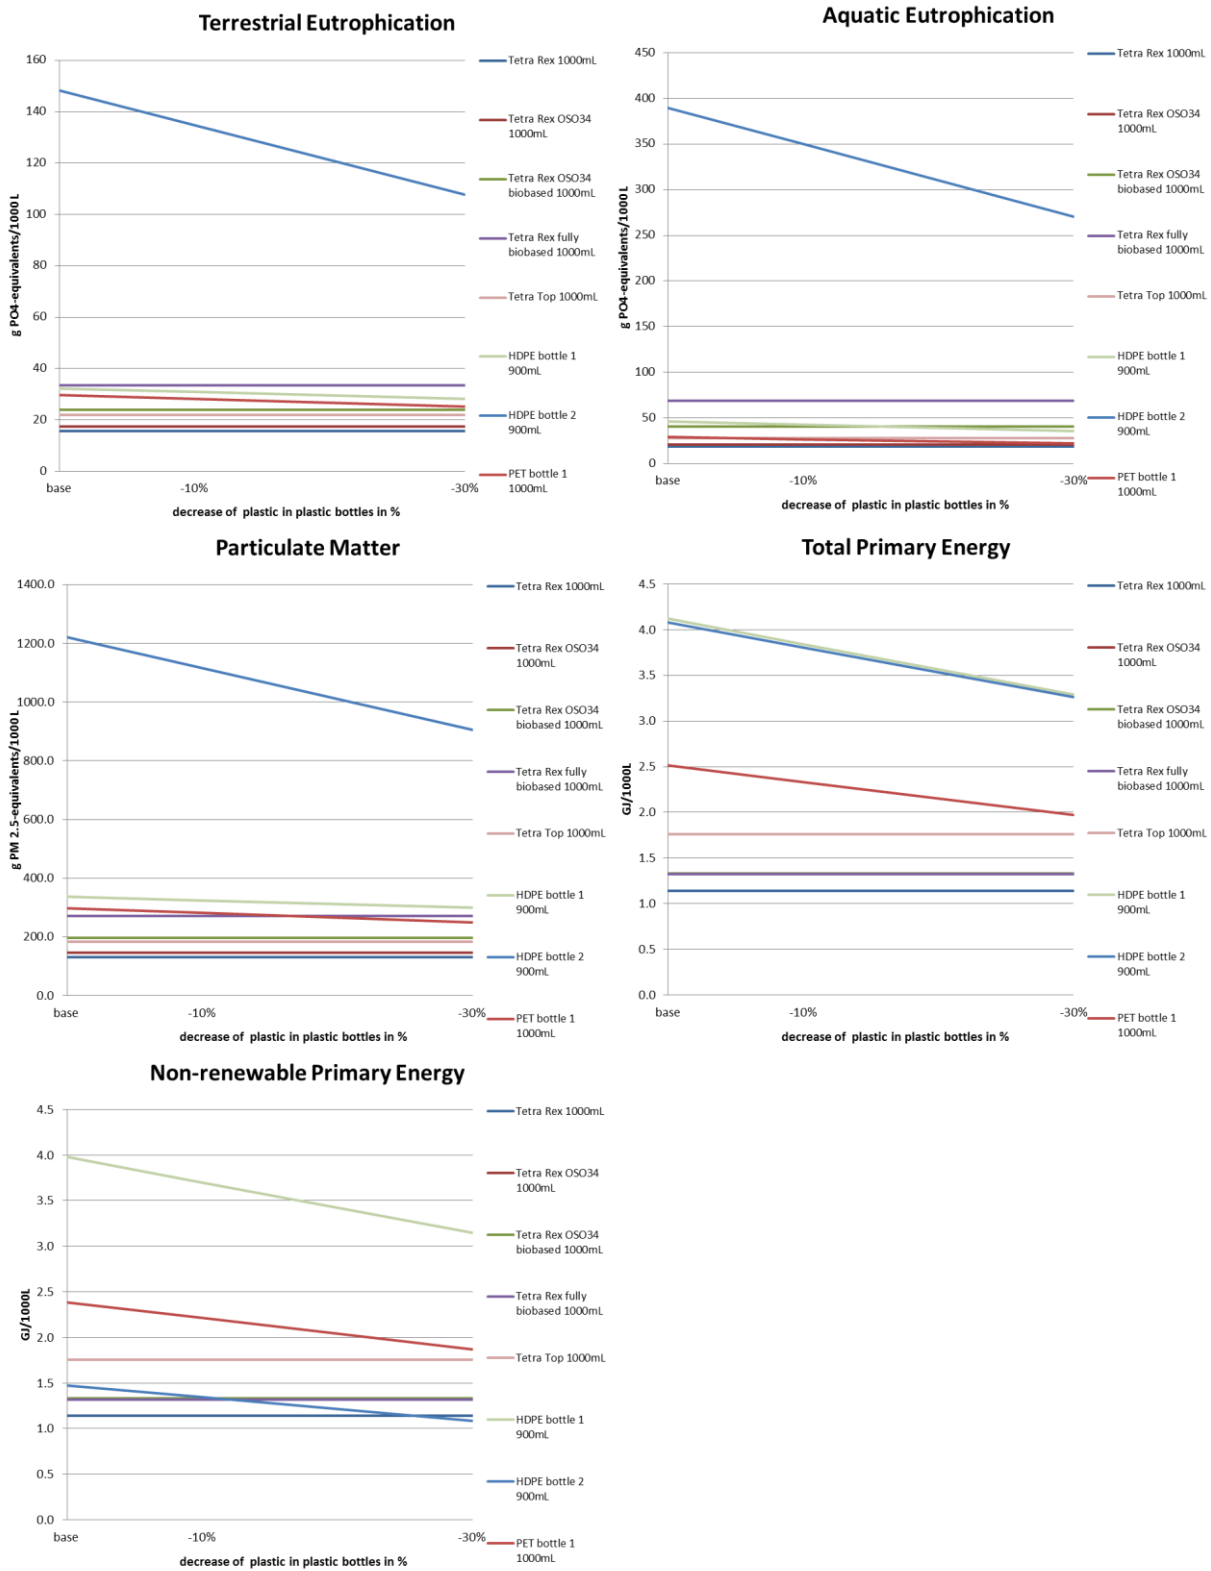 Terrestrial Eutrophication
g PO4-equivalents/1000 L
160
140
120
100
80
60
40
20
0
base
-10%
-30%
decrease of plastic in plastic bottles in %
Tetra Rex 1000mL
Tetra Rex OSO34
1000mL
Tetra Rex OSO34
biobased 1000mL
Tetra Rex fully
biobased 1000mL
Tetra Top 1000mL
HDPE bottle 1
900mL
HDPE bottle 2
900mL
PET bottle 1
1000mL
Aquatic Eutrophication
g PO4-equivalents/1000 L
450
400
350
300
250
200
150
100
50
0
base
-10%
-30%
decrease of plastic in plastic bottles in %
Tetra Rex 1000mL
Tetra Rex OSO34
1000mL
Tetra Rex OSO34
biobased 1000mL
Tetra Rex fully
biobased 1000mL
Tetra Top 1000mL
HDPE bottle 1
900mL
HDPE bottle 2
900mL
PET bottle 1
1000mL
Particulate Matter
g PM 2.5-equivalents/1000 L
1400.0
1200.0
1000.0
800.0
600.0
400.0
200.0
0.0
base
-10%
-30%
decrease of plastic in plastic bottles in %
Tetra Rex 1000mL
Tetra Rex OSO34
1000mL
Tetra Rex OSO34
biobased 1000mL
Tetra Rex fully
biobased 1000mL
Tetra Top 1000mL
HDPE bottle 1
900mL
HDPE bottle 2
900mL
PET bottle 1
1000mL
Total Primary Energy
GJ/1000L
4.5
4.0
3.5
3.0
2.5
2.0
1.5
1.0
0.5
0.0
base
-10%
-30%
decrease of plastic in plastic bottles in %
Tetra Rex 1000mL
Tetra Rex OSO34
1000mL
Tetra Rex OSO34
biobased 1000mL
Tetra Rex fully
biobased 1000mL
Tetra Top 1000mL
HDPE bottle 1
900mL
HDPE bottle 2
900mL
PET bottle 1
1000mL
Non-renewable Primary Energy
GJ/1000L
4.5
4.0
3.5
3.0
2.5
2.0
1.5
1.0
0.5
0.0
base
-10%
-30%
decrease of plastic in plastic bottles in %
Tetra Rex 1000mL
Tetra Rex OSO34
1000mL
Tetra Rex OSO34
biobased 1000mL
Tetra Rex fully
biobased 1000mL
Tetra Top 1000mL
HDPE bottle 1
900mL
HDPE bottle 2
900mL
PET bottle 1
1000mL